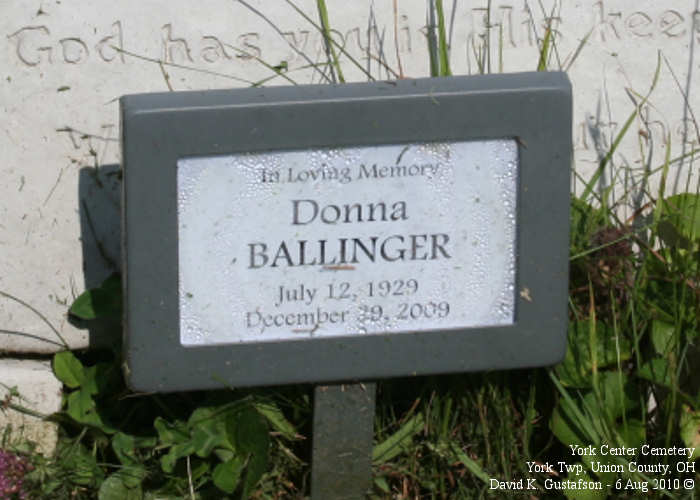 God has you in His keep
In Loving Memory
Donna
BALLINGER
July 12, 1929
December 29, 2009
York Center Cemetery
York Twp, Union County, OH
David K. Gustafson - 6 Aug 2010 ©